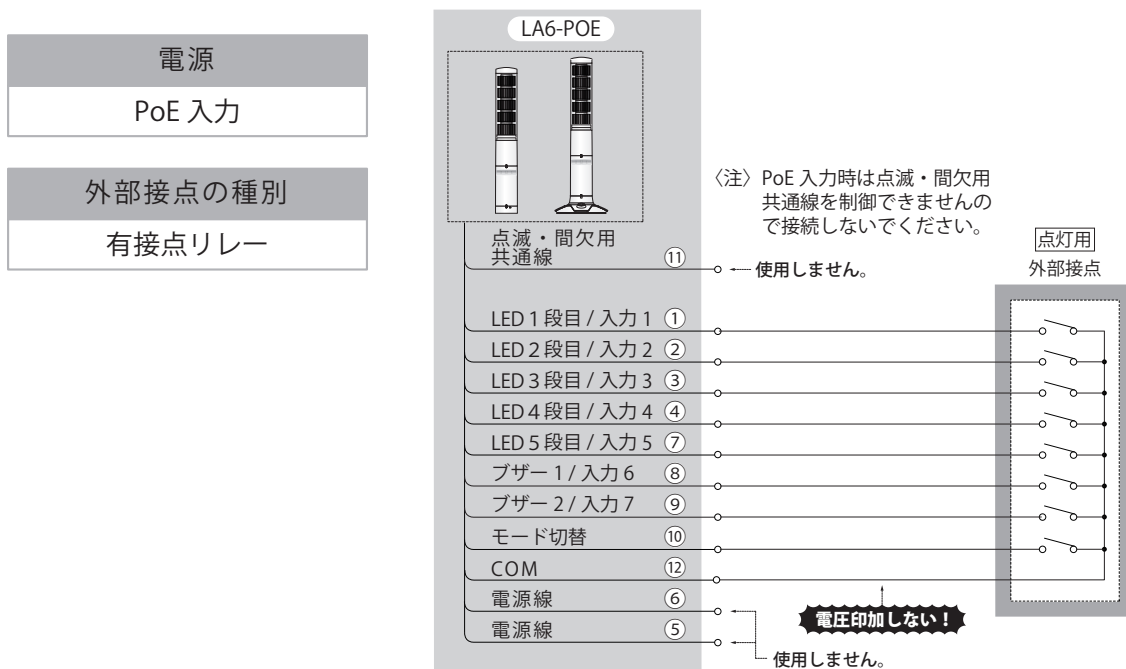 電源
PoE 入力
外部接点の種別
有接点リレー
LA6-POE
〈注〉PoE 入力時は点滅・間欠用
共通線を制御できませんの
で接続しないでください。
点灯用
外部接点
点滅・間欠用
共通線 ⑪
使用しません。
LED 1 段目 / 入力 1 ①
LED 2 段目 / 入力 2 ②
LED 3 段目 / 入力 3 ③
LED 4 段目 / 入力 4 ④
LED 5 段目 / 入力 5 ⑦
ブザー 1 / 入力 6 ⑧
ブザー 2 / 入力 7 ⑨
モード切替 ⑩
COM ⑫
電源線 ⑥
電圧印加しない！
電源線 ⑤
使用しません。